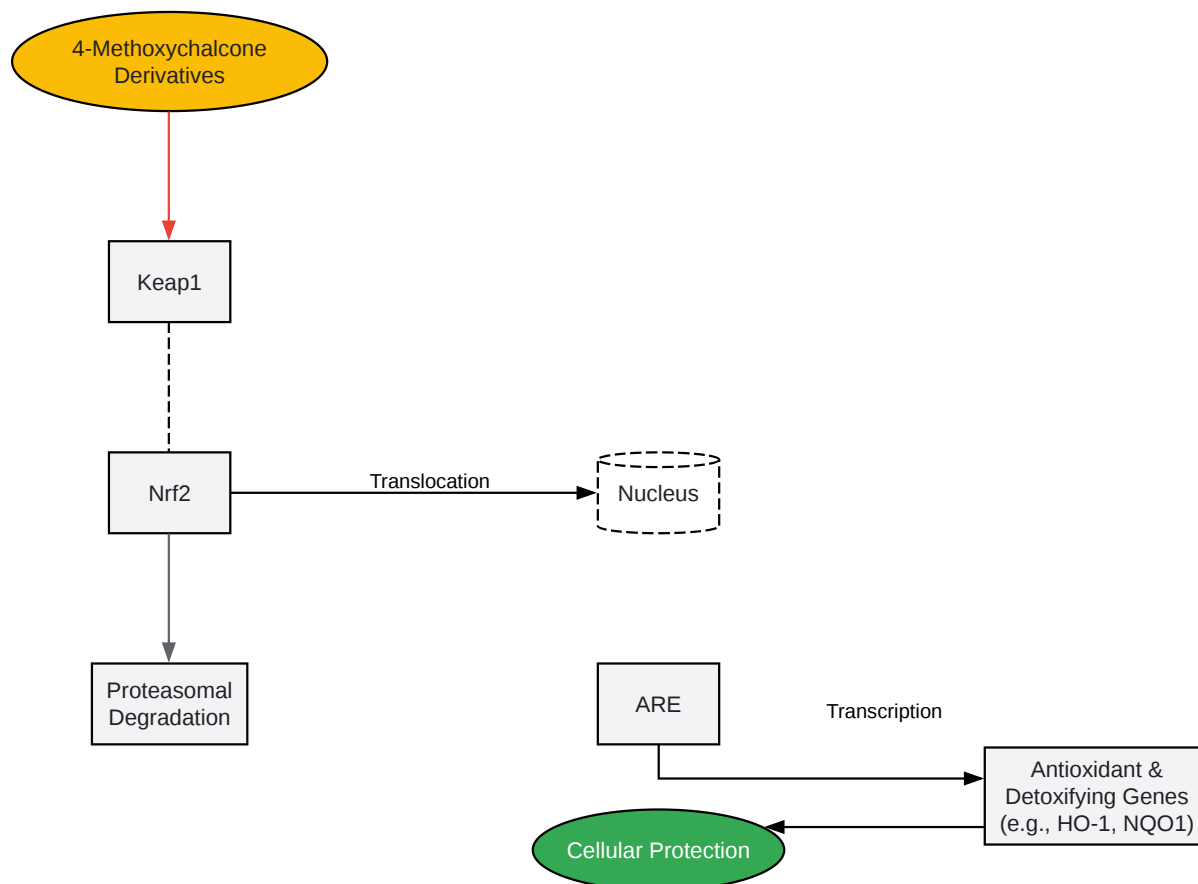 4-Methoxychalcone
Derivatives
Keap1
Nrf2
Translocation
Nucleus
Proteasomal
Degradation
ARE
Transcription
Antioxidant &
Detoxifying Genes
(e.g., HO-1, NQO1)
Cellular Protection